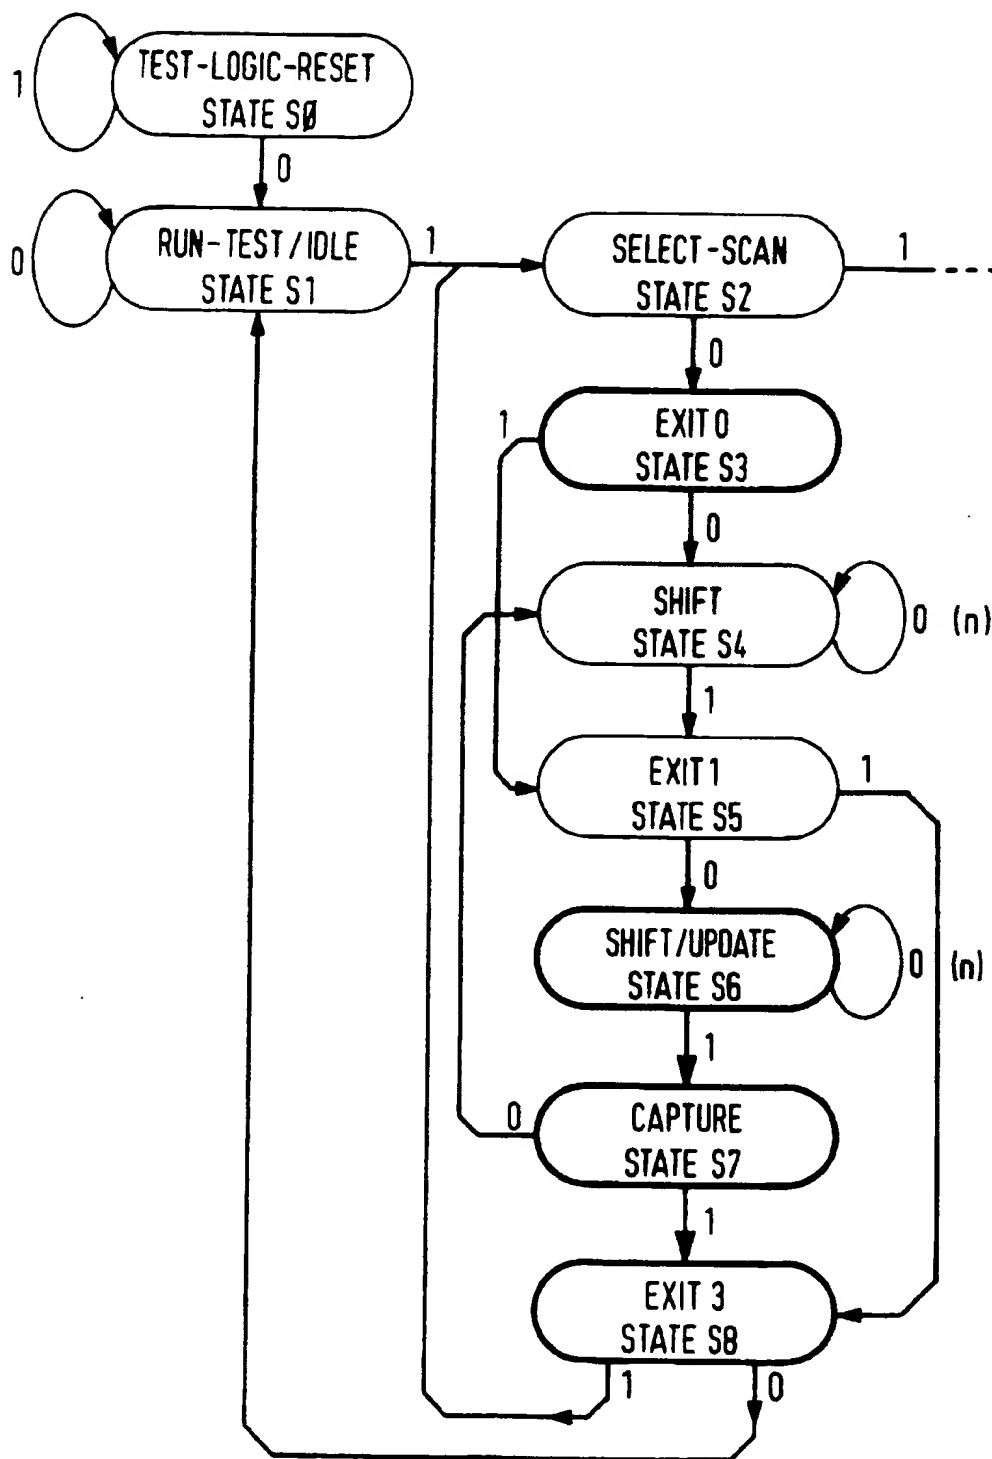 TEST-LOGIC-RESET
STATE SØ
1
0
RUN-TEST/IDLE
STATE S1
0
1
SELECT-SCAN
STATE S2
1
0
EXIT 0
STATE S3
1
0
SHIFT
STATE S4
0 (n)
1
EXIT 1
STATE S5
1
0
SHIFT/UPDATE
STATE S6
0 (n)
1
CAPTURE
STATE S7
0
1
EXIT 3
STATE S8
1
0